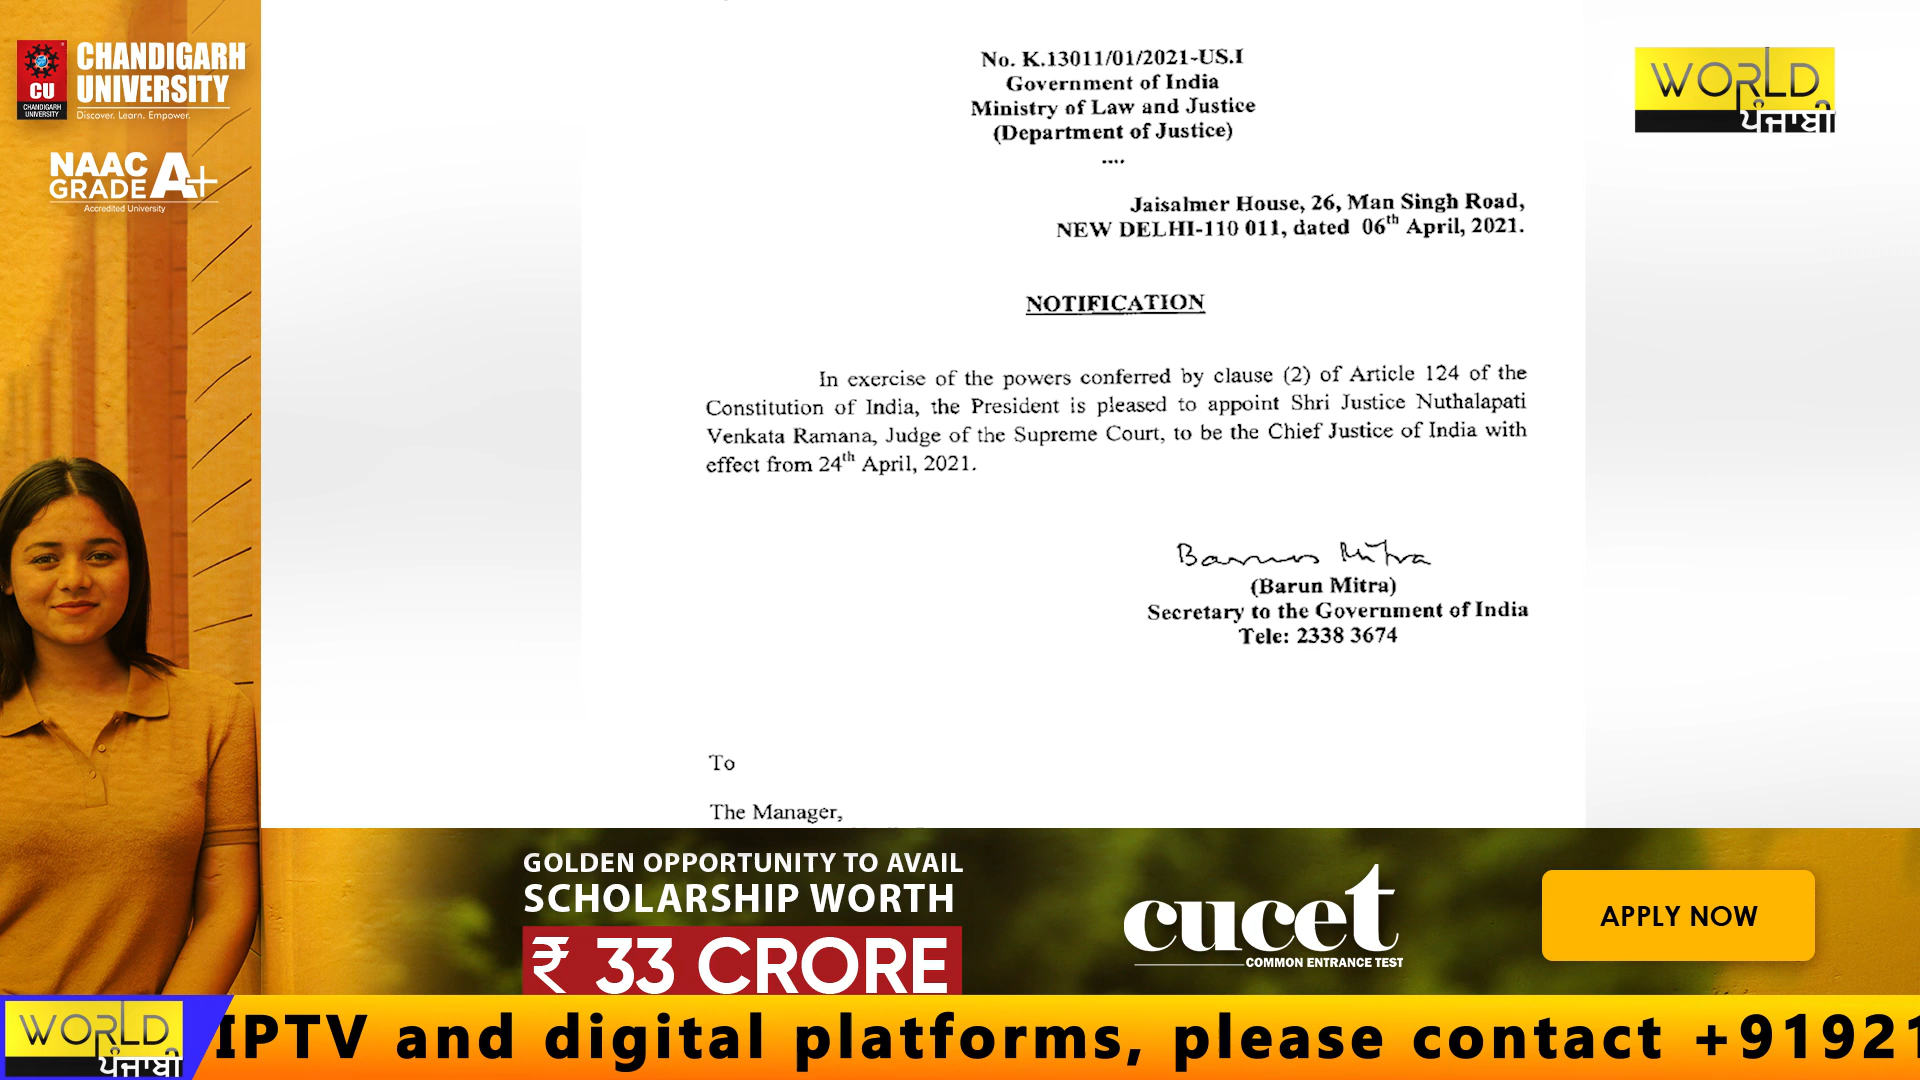 CHANDIGARH
UNIVERSITY
Discover. Learn. Empower.
CU
CHANDIGARH
UNIVERSITY
NAAC
GRADE A+
Accredited University
No. K.13011/01/2021-US.I
Government of India
Ministry of Law and Justice
(Department of Justice)
....
Jaisalmer House, 26, Man Singh Road,
NEW DELHI-110 011, dated 06th April, 2021.
NOTIFICATION
In exercise of the powers conferred by clause (2) of Article 124 of the
Constitution of India, the President is pleased to appoint Shri Justice Nuthalapati
Venkata Ramana, Judge of the Supreme Court, to be the Chief Justice of India with
effect from 24th April, 2021.
Barun Mitra
(Barun Mitra)
Secretary to the Government of India
Tele: 2338 3674
To
The Manager,
WORLD
ਪੰਜਾਬੀ
GOLDEN OPPORTUNITY TO AVAIL
SCHOLARSHIP WORTH
₹ 33 CRORE
cucet
COMMON ENTRANCE TEST
APPLY NOW
WORLD
ਪੰਜਾਬੀ
IPTV and digital platforms, please contact +91921